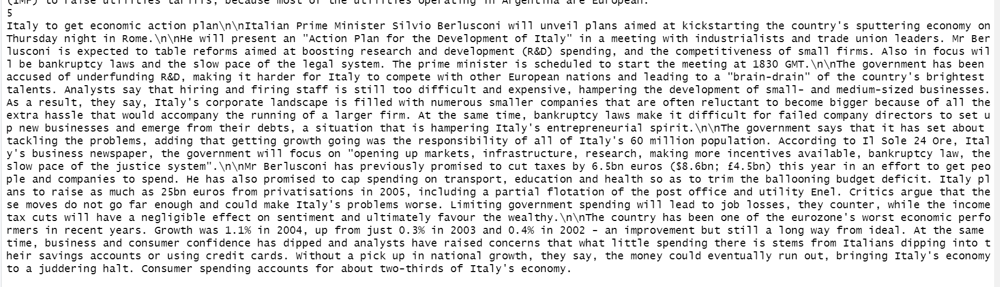 (IMF) to raise utilities tariffs, because most of the utilities operating in Argentina are European.
5
Italy to get economic action plan\n\nItalian Prime Minister Silvio Berlusconi will unveil plans aimed at kickstarting the country's sputtering economy on
Thursday night in Rome.\n\nHe will present an "Action Plan for the Development of Italy" in a meeting with industrialists and trade union leaders. Mr Ber
lusconi is expected to table reforms aimed at boosting research and development (R&D) spending, and the competitiveness of small firms. Also in focus wil
l be bankruptcy laws and the slow pace of the legal system. The prime minister is scheduled to start the meeting at 1830 GMT.\n\nThe government has been
accused of underfunding R&D, making it harder for Italy to compete with other European nations and leading to a "brain-drain" of the country's brightest
talents. Analysts say that hiring and firing staff is still too difficult and expensive, hampering the development of small- and medium-sized businesses.
As a result, they say, Italy's corporate landscape is filled with numerous smaller companies that are often reluctant to become bigger because of all the
extra hassle that would accompany the running of a larger firm. At the same time, bankruptcy laws make it difficult for failed company directors to set u
p new businesses and emerge from their debts, a situation that is hampering Italy's entrepreneurial spirit.\n\nThe government says that it has set about
tackling the problems, adding that getting growth going was the responsibility of all of Italy's 60 million population. According to Il Sole 24 Ore, Ital
y's business newspaper, the government will focus on "opening up markets, infrastructure, research, making more incentives available, bankruptcy law, the
slow pace of the justice system".\n\nMr Berlusconi has previously promised to cut taxes by 6.5bn euros ($8.6bn; £4.5bn) this year in an effort to get peo
ple and companies to spend. He has also promised to cap spending on transport, education and health so as to trim the ballooning budget deficit. Italy pl
ans to raise as much as 25bn euros from privatisations in 2005, including a partial flotation of the post office and utility Enel. Critics argue that the
se moves do not go far enough and could make Italy's problems worse. Limiting government spending will lead to job losses, they counter, while the income
tax cuts will have a negligible effect on sentiment and ultimately favour the wealthy.\n\nThe country has been one of the eurozone's worst economic perfo
rmers in recent years. Growth was 1.1% in 2004, up from just 0.3% in 2003 and 0.4% in 2002 - an improvement but still a long way from ideal. At the same
time, business and consumer confidence has dipped and analysts have raised concerns that what little spending there is stems from Italians dipping into t
heir savings accounts or using credit cards. Without a pick up in national growth, they say, the money could eventually run out, bringing Italy's economy
to a juddering halt. Consumer spending accounts for about two-thirds of Italy's economy.